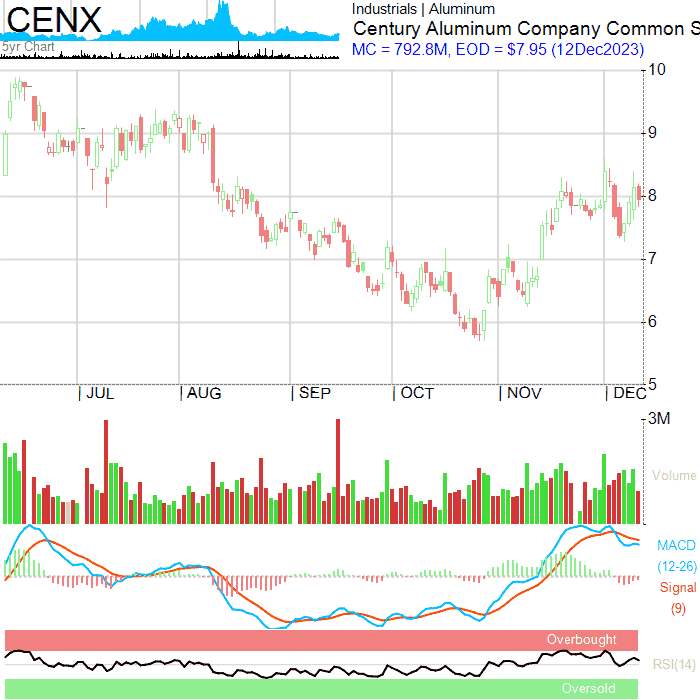 CENX
5yr Chart
Industrials | Aluminum
Century Aluminum Company Common S
MC = 792.8M, EOD = $7.95 (12Dec2023)
10
9
8
7
6
5
JUL AUG SEP OCT NOV DEC
3M
Volume
MACD
(12-26)
Signal
(9)
Overbought
RSI(14)
Oversold